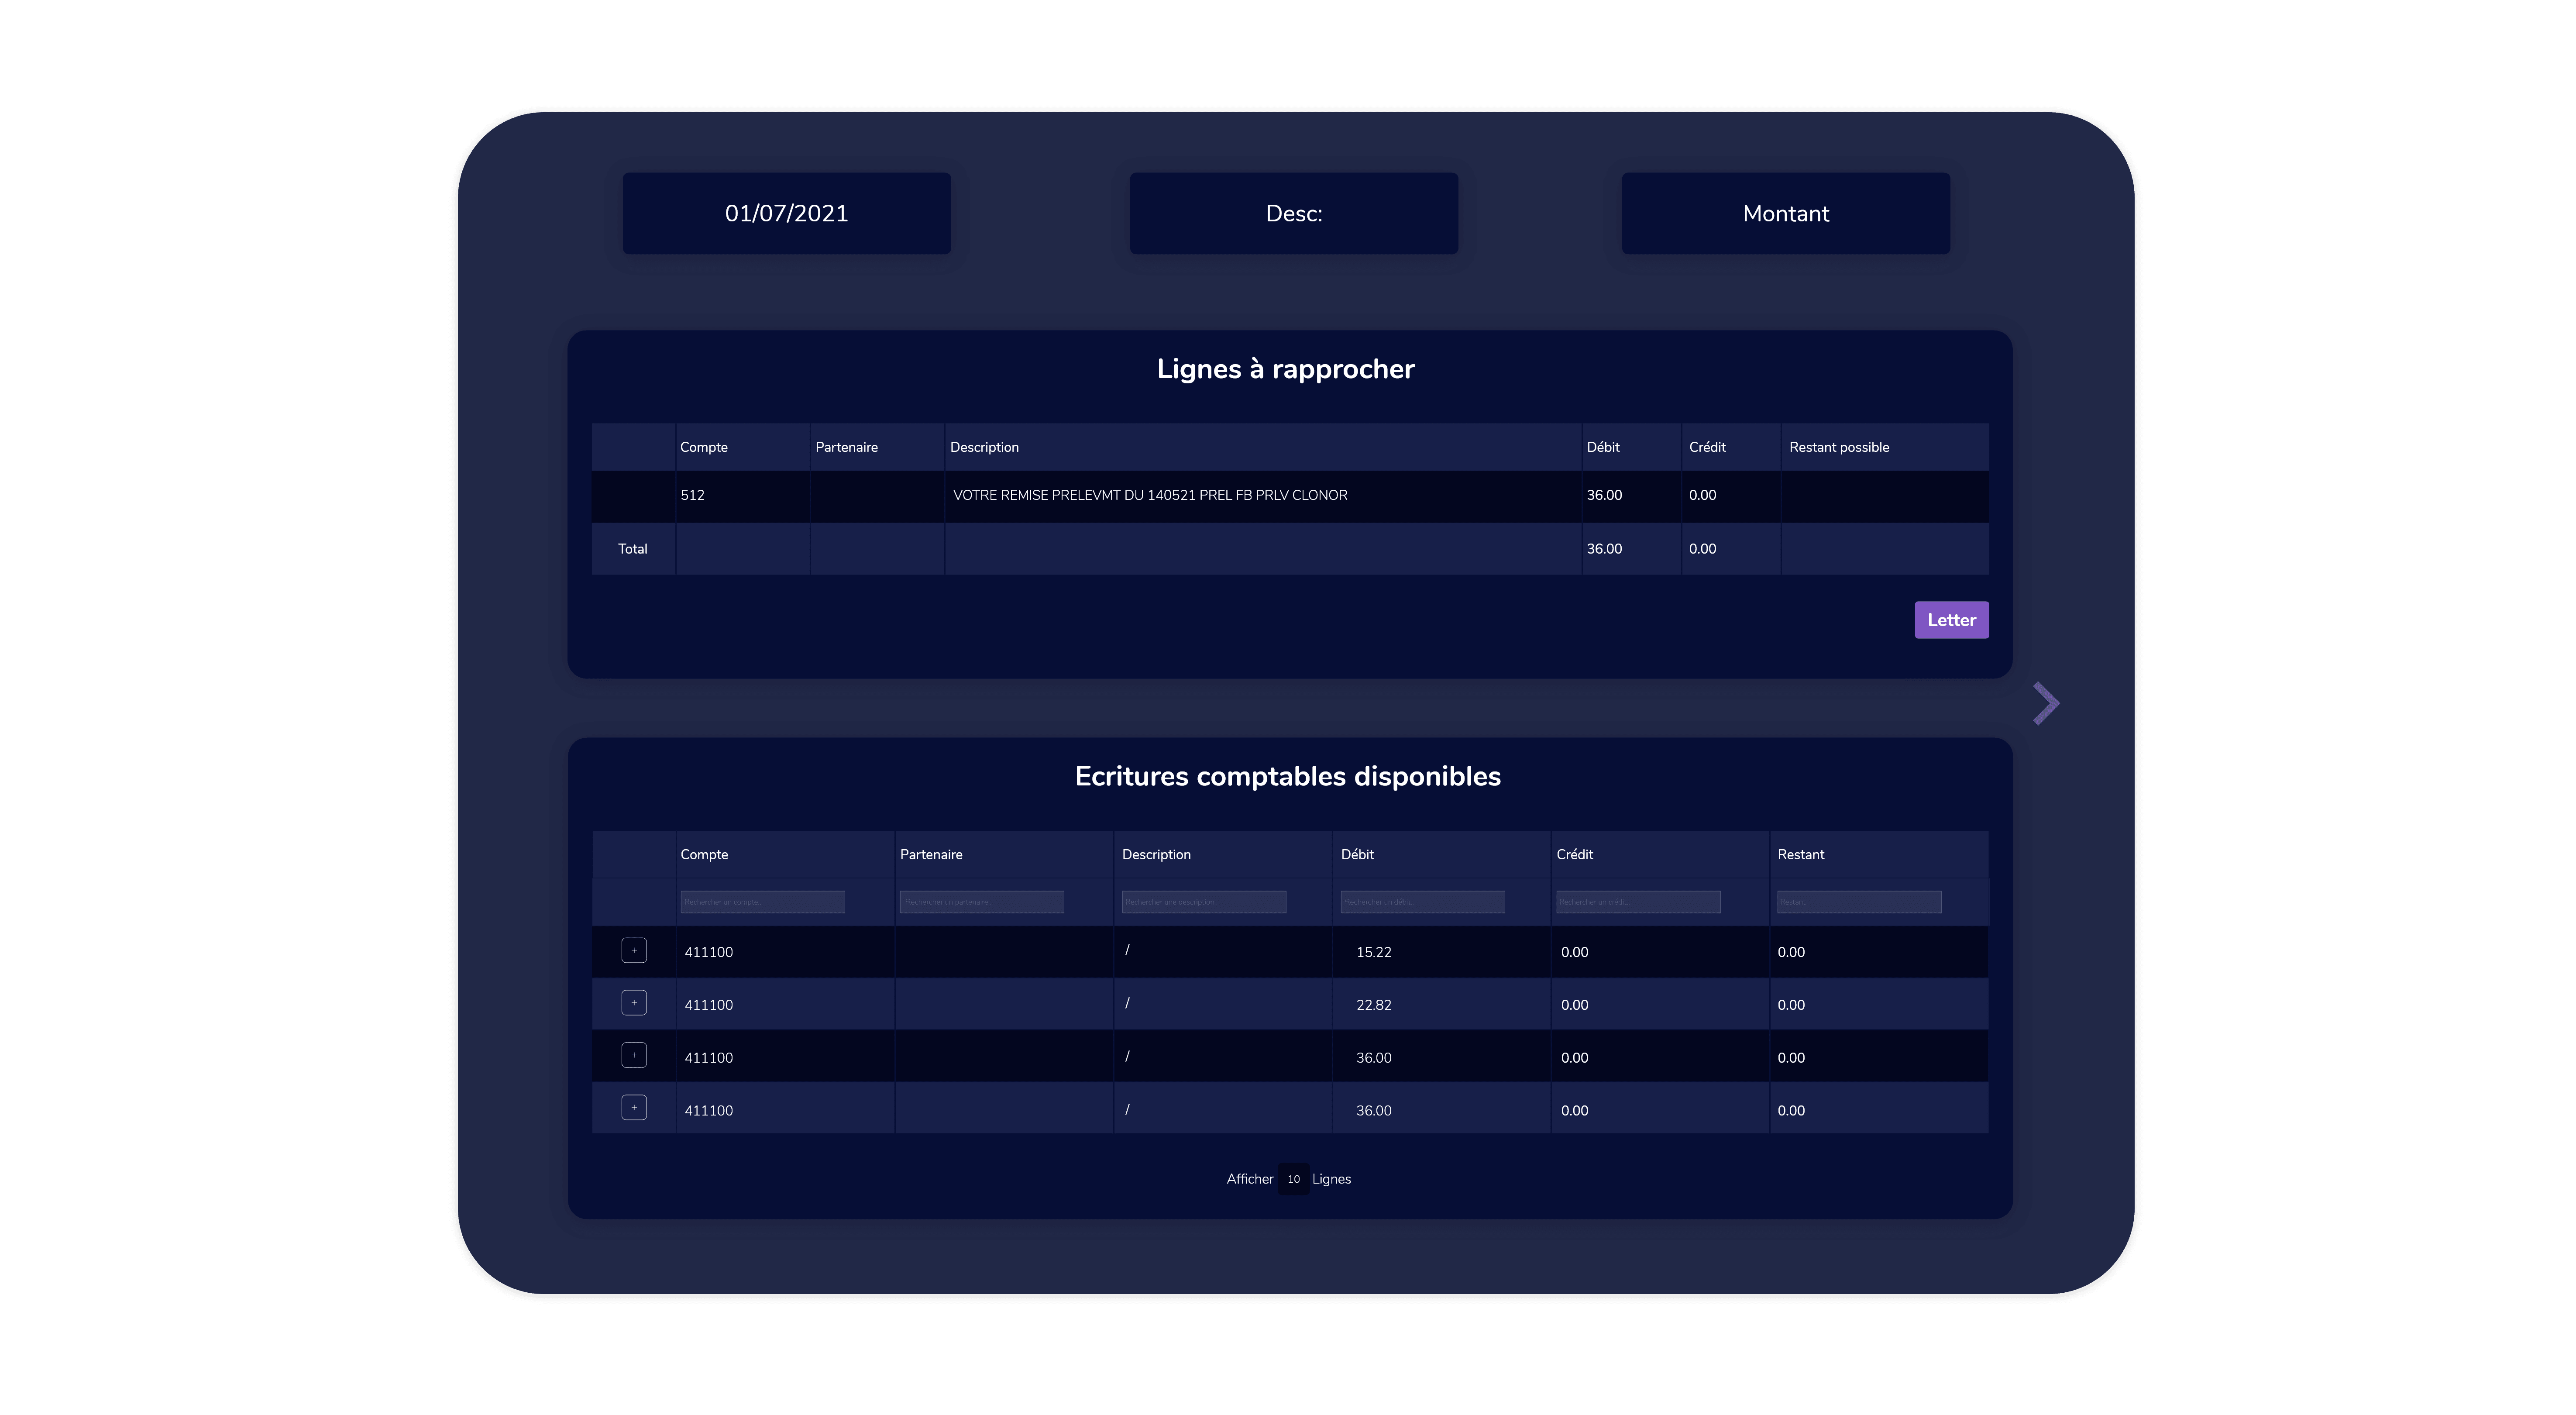 01/07/2021 Desc: Montant
Lignes à rapprocher
Compte Partenaire Description Débit Crédit Restant possible
512 VOTRE REMISE PRELEVMT DU 140521 PREL FB PRLV CLONOR 36.00 0.00
Total 36.00 0.00
Letter
Ecritures comptables disponibles
Compte Partenaire Description Débit Crédit Restant
Rechercher un compte... Rechercher un partenaire... Rechercher une description... Rechercher un débit... Rechercher un crédit... Restant
+ 411100 / 15.22 0.00 0.00
+ 411100 / 22.82 0.00 0.00
+ 411100 / 36.00 0.00 0.00
+ 411100 / 36.00 0.00 0.00
Afficher 10 Lignes